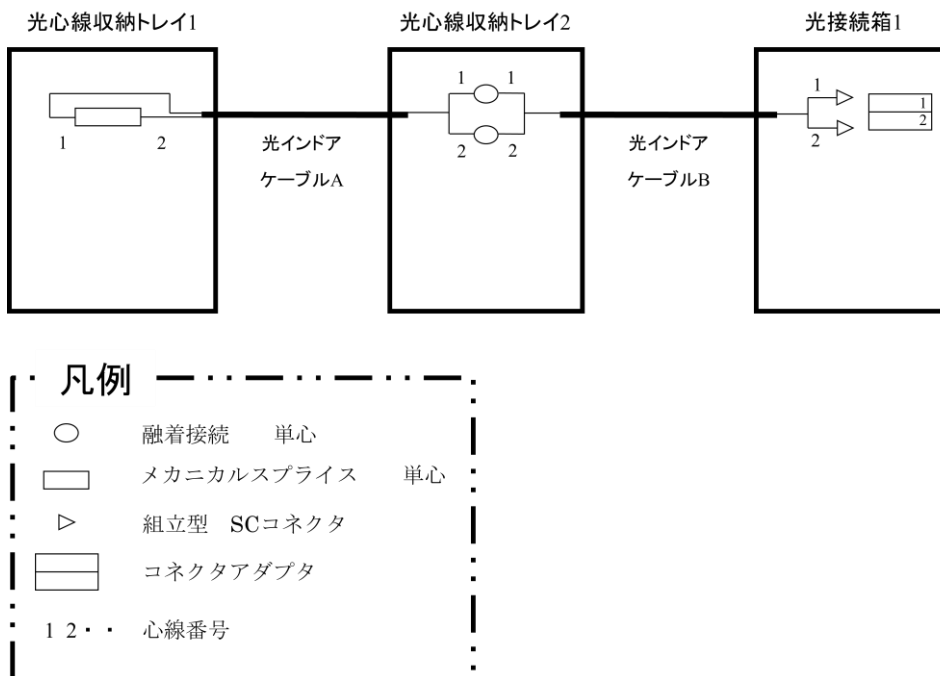 光心線収納トレイ1
光心線収納トレイ2
光接続箱1
1 2
光インドア
ケーブルA
1 1
2 2
光インドア
ケーブルB
1
2
1
2
凡例
融着接続 単心
メカニカルスプライス 単心
組立型 SCコネクタ
コネクタアダプタ
1 2・・ 心線番号